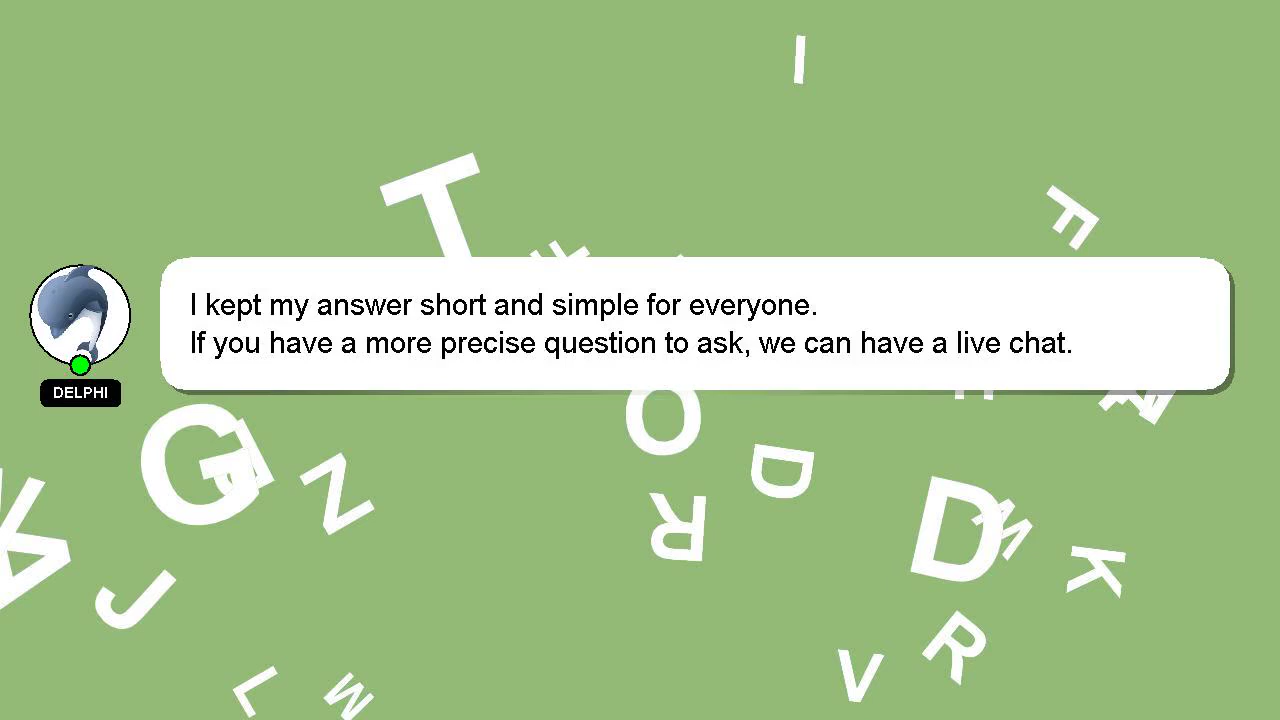 I
T
F
I kept my answer short and simple for everyone.
If you have a more precise question to ask, we can have a live chat.
DELPHI
G
O
N
D
R
D
M
K
J
R
V
L
M